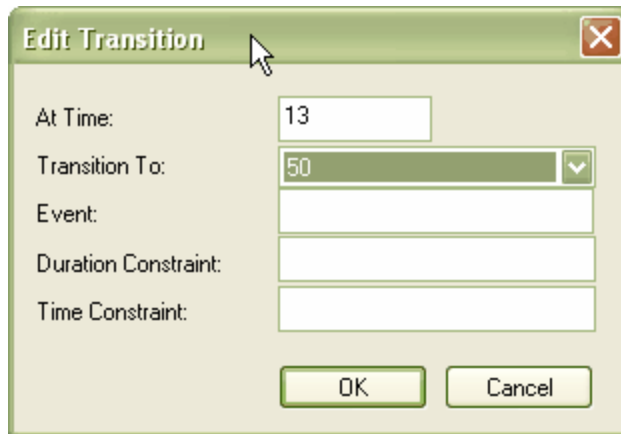 Edit Transition
At Time: 13
Transition To: 50
Event:
Duration Constraint:
Time Constraint:
OK Cancel